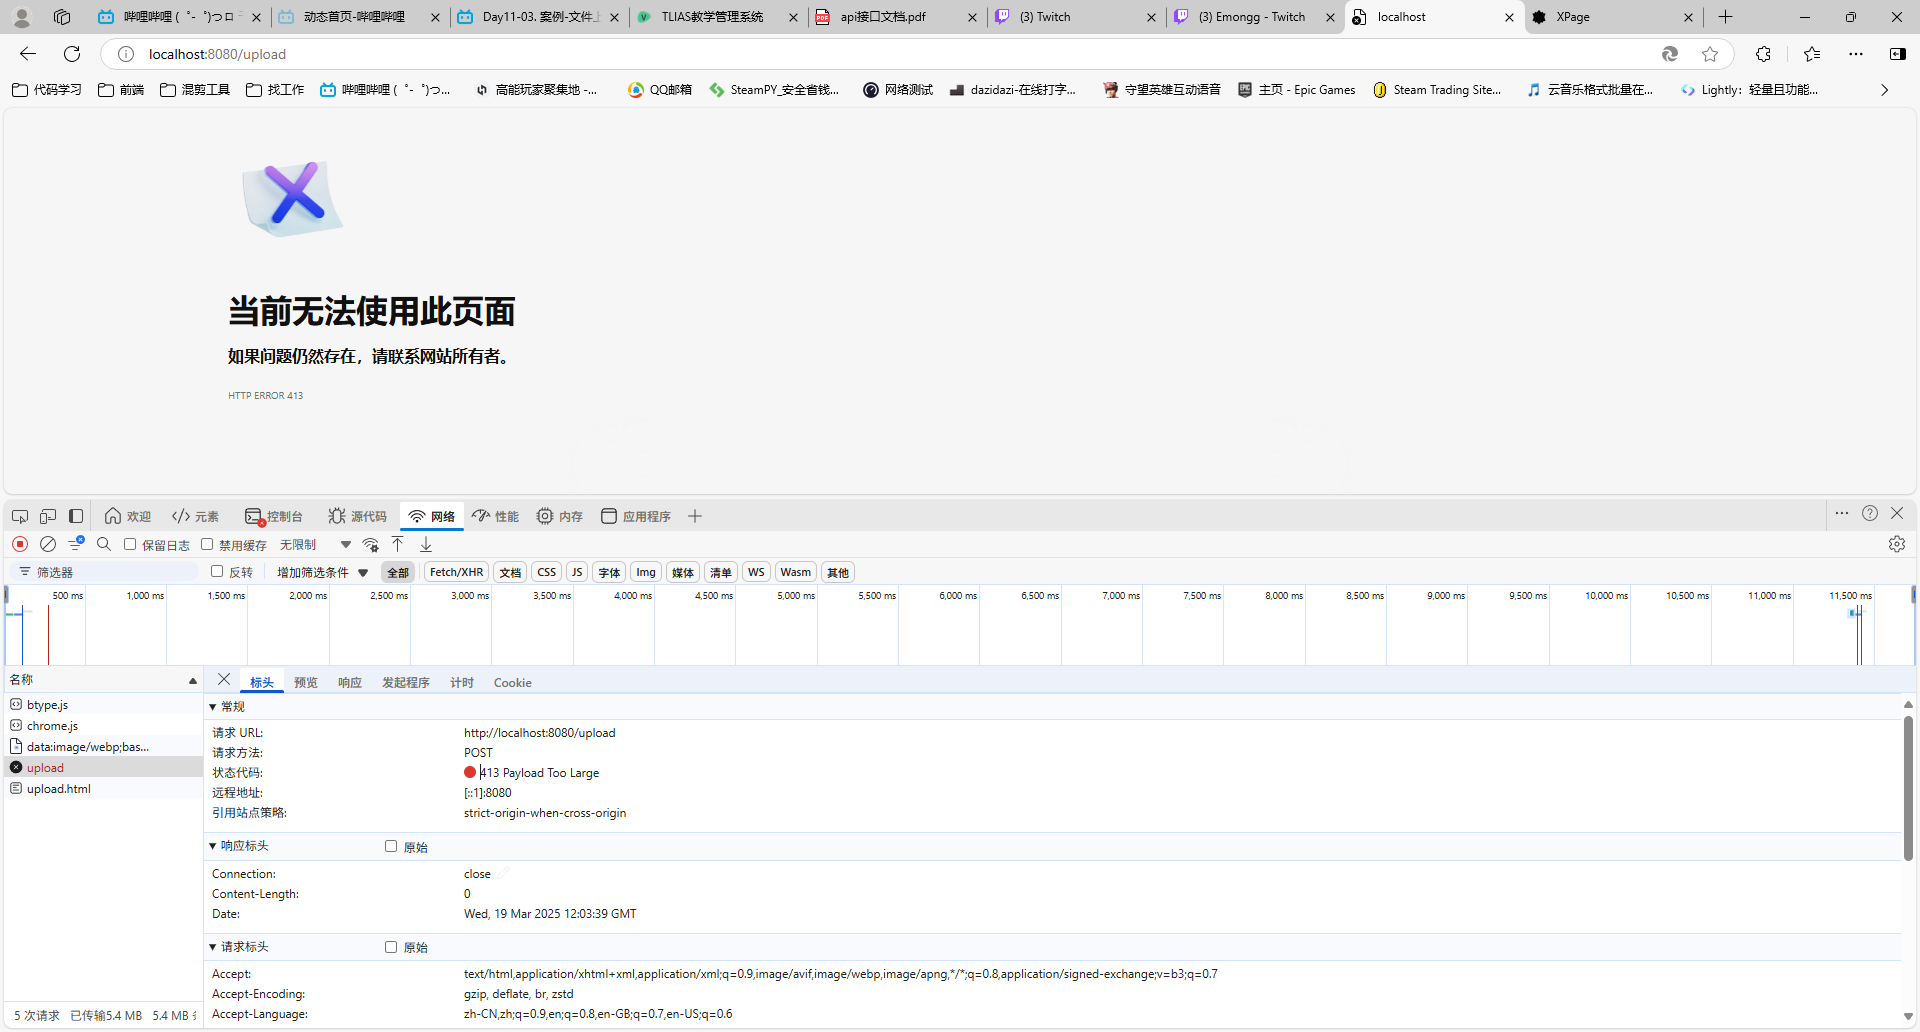 哔哩哔哩 (゜-゜)つロ
动态首页-哔哩哔哩
Day11-03. 案例-文件上
TLIAS教学管理系统
api接口文档.pdf
(3) Twitch
(3) Emongg - Twitch
localhost
XPage
localhost:8080/upload
代码学习
前端
混剪工具
找工作
哔哩哔哩 (゜-゜)つ...
高能玩家聚集地 -...
QQ邮箱
SteamPY_安全省钱...
网络测试
dazidazi-在线打字...
守望英雄互动语音
主页 - Epic Games
Steam Trading Site...
云音乐格式批量在...
Lightly：轻量且功能...
当前无法使用此页面
如果问题仍然存在，请联系网站所有者。
HTTP ERROR 413
欢迎
元素
控制台
源代码
网络
性能
内存
应用程序
保留日志
禁用缓存
无限制
筛选器
反转
增加筛选条件
全部
Fetch/XHR
文档
CSS
JS
字体
Img
媒体
清单
WS
Wasm
其他
500 ms
1,000 ms
1,500 ms
2,000 ms
2,500 ms
3,000 ms
3,500 ms
4,000 ms
4,500 ms
5,000 ms
5,500 ms
6,000 ms
6,500 ms
7,000 ms
7,500 ms
8,000 ms
8,500 ms
9,000 ms
9,500 ms
10,000 ms
10,500 ms
11,000 ms
11,500 ms
名称
btype.js
chrome.js
data:image/webp;bas...
upload
upload.html
5 次请求 已传输5.4 MB 5.4 MB
标头
预览
响应
发起程序
计时
Cookie
常规
请求 URL: http://localhost:8080/upload
请求方法: POST
状态代码: 413 Payload Too Large
远程地址: [::1]:8080
引用站点策略: strict-origin-when-cross-origin
响应标头 原始
Connection: close
Content-Length: 0
Date: Wed, 19 Mar 2025 12:03:39 GMT
请求标头 原始
Accept: text/html,application/xhtml+xml,application/xml;q=0.9,image/avif,image/webp,image/apng,*/*;q=0.8,application/signed-exchange;v=b3;q=0.7
Accept-Encoding: gzip, deflate, br, zstd
Accept-Language: zh-CN,zh;q=0.9,en;q=0.8,en-GB;q=0.7,en-US;q=0.6